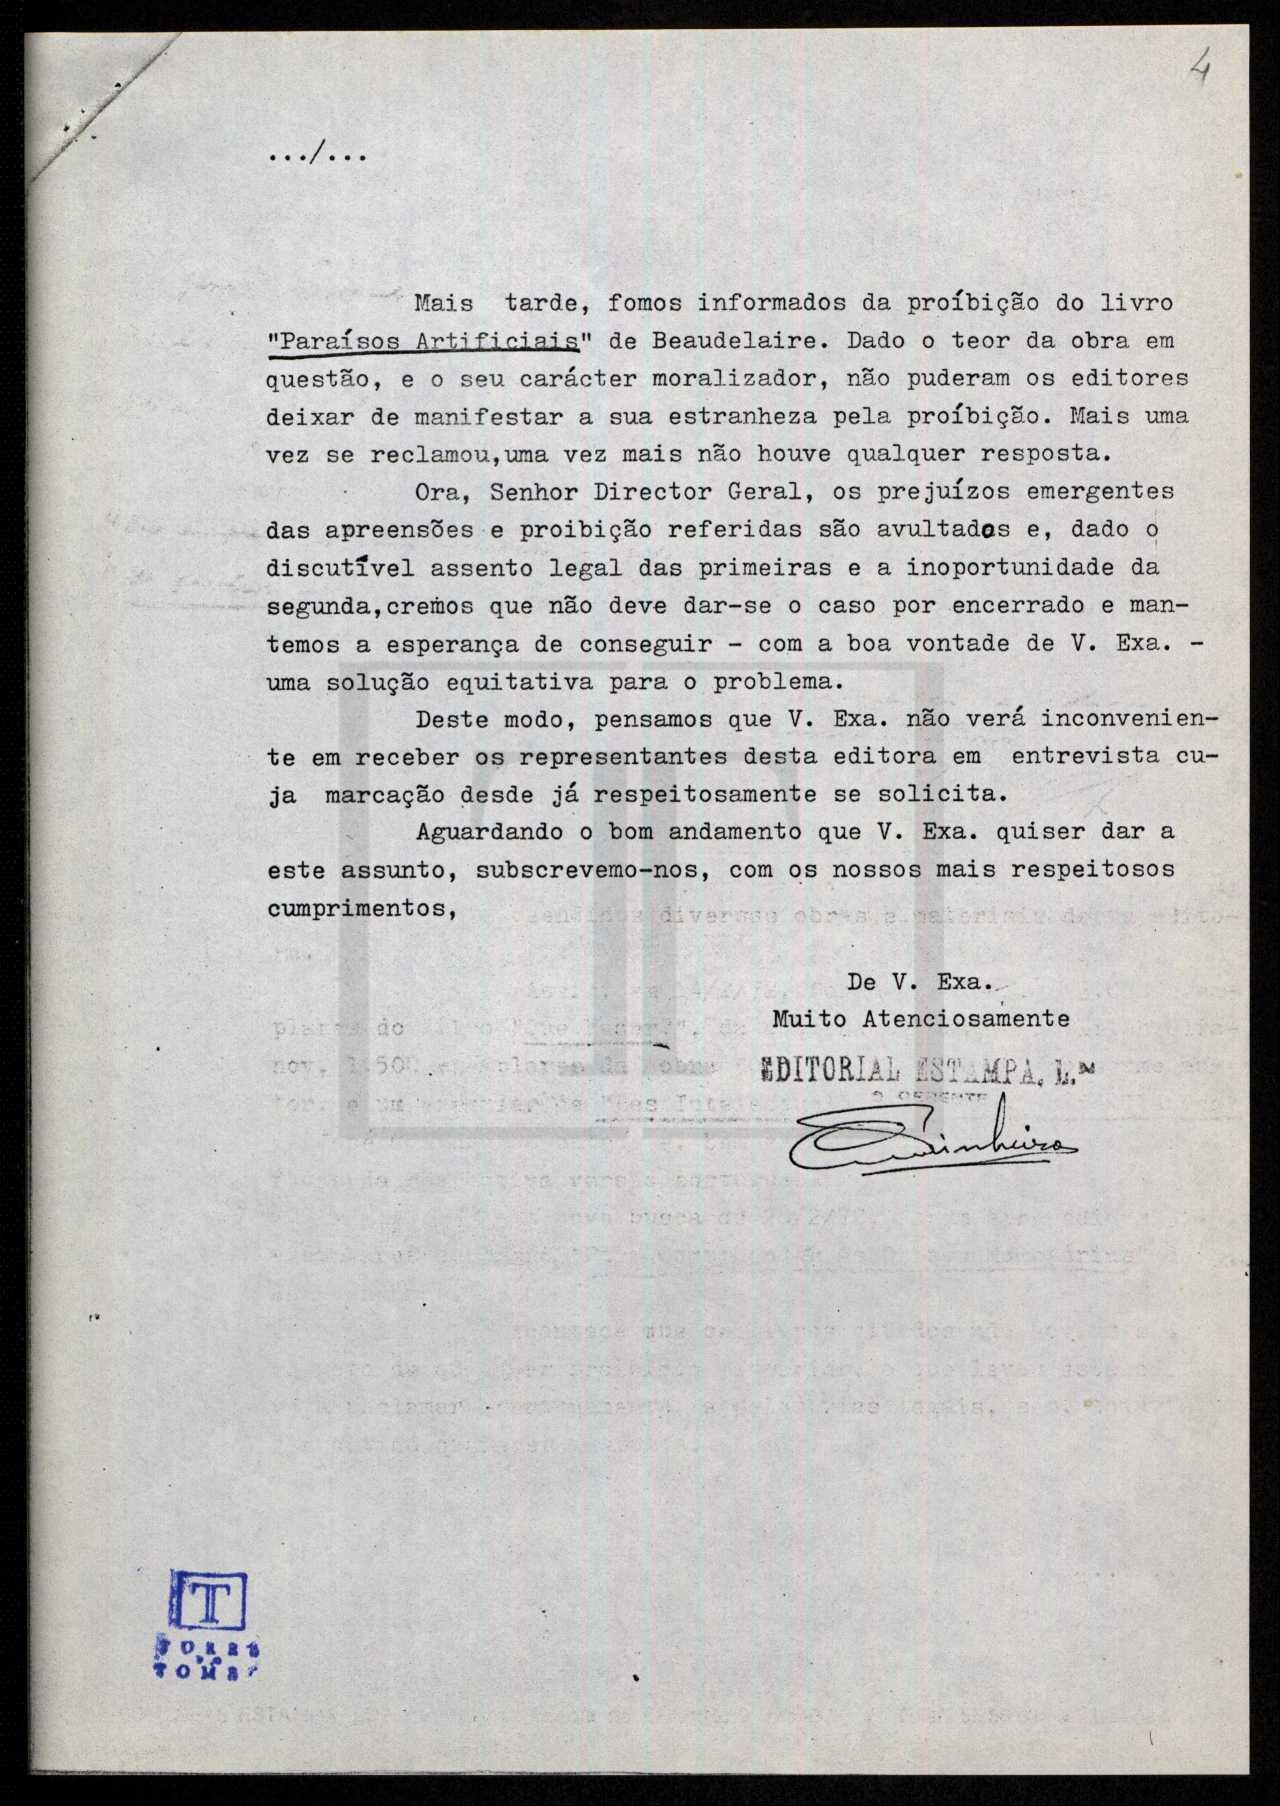 4
.../...
Mais tarde, fomos informados da proíbição do livro
"Paraísos Artificiais" de Beaudelaire. Dado o teor da obra em
questão, e o seu carácter moralizador, não puderam os editores
deixar de manifestar a sua estranheza pela proíbição. Mais uma
vez se reclamou,uma vez mais não houve qualquer resposta.
Ora, Senhor Director Geral, os prejuízos emergentes
das apreensões e proibição referidas são avultados e, dado o
discutível assento legal das primeiras e a inoportunidade da
segunda,cremos que não deve dar-se o caso por encerrado e man-
temos a esperança de conseguir - com a boa vontade de V. Exa. -
uma solução equitativa para o problema.
Deste modo, pensamos que V. Exa. não verá inconvenien-
te em receber os representantes desta editora em entrevista cu-
ja marcação desde já respeitosamente se solicita.
Aguardando o bom andamento que V. Exa. quiser dar a
este assunto, subscrevemo-nos, com os nossos mais respeitosos
cumprimentos,
De V. Exa.
Muito Atenciosamente
EDITORIAL ESTAMPA, L.da
O GERENTE
Pinheiro
T
TORRE
TOMBO